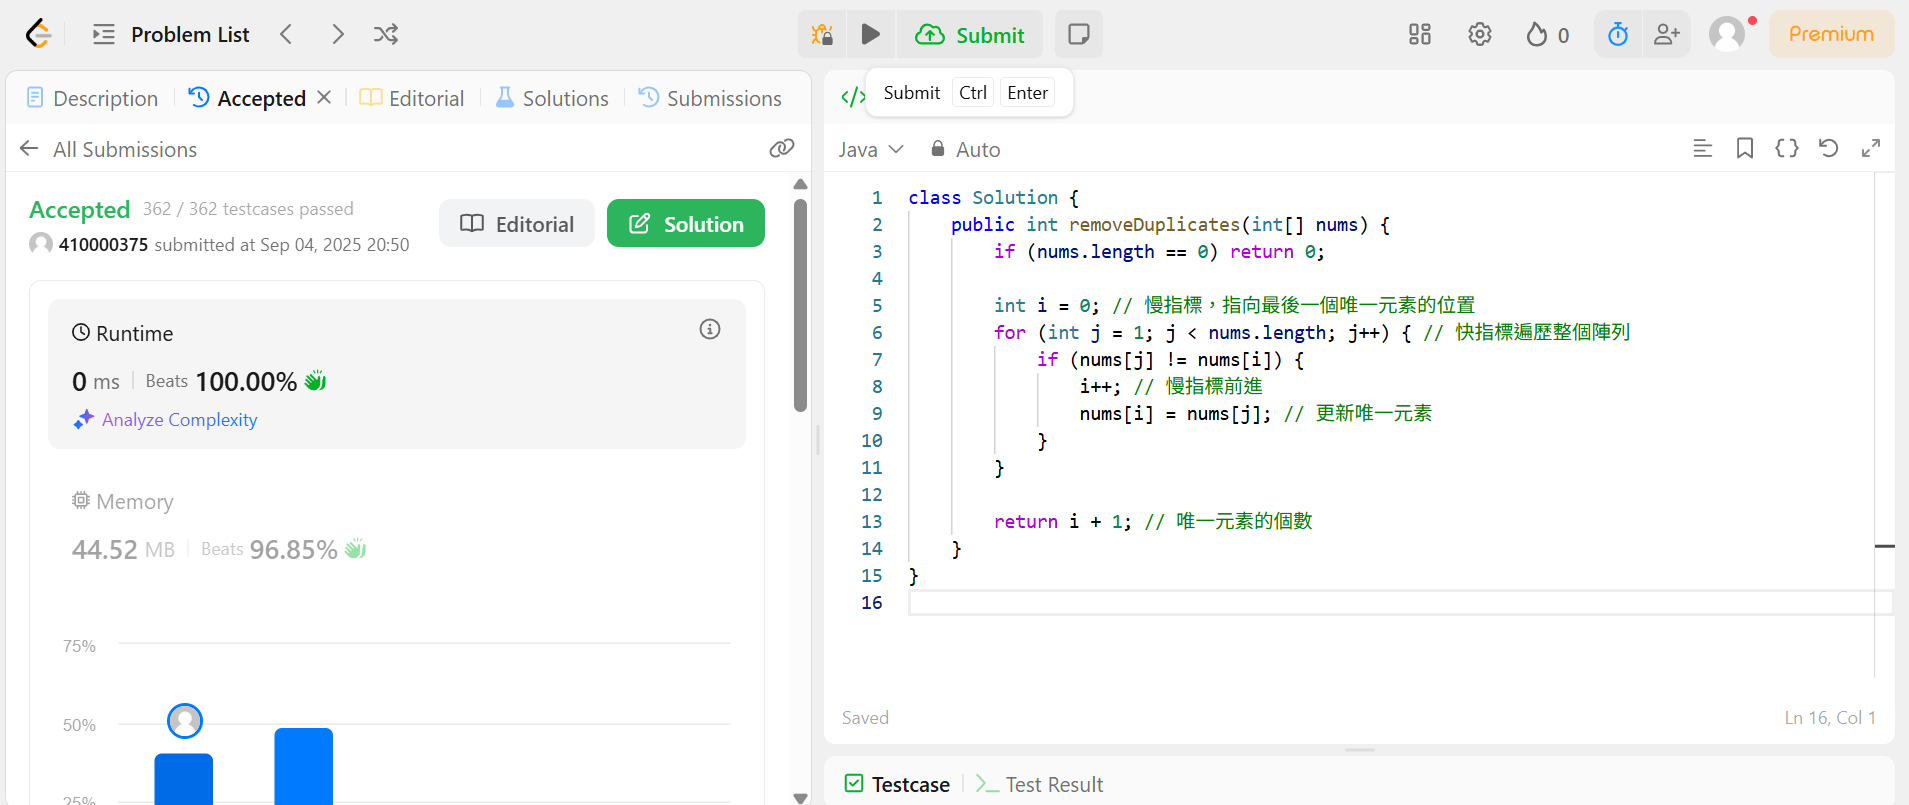 Problem List
Submit
0
Premium
Description
Accepted
Editorial
Solutions
Submissions
</>
Submit Ctrl Enter
All Submissions
Java
Auto
Accepted 362 / 362 testcases passed
410000375 submitted at Sep 04, 2025 20:50
Editorial
Solution
Runtime
0 ms
Beats 100.00%
Analyze Complexity
Memory
44.52 MB
Beats 96.85%
75%
50%
25%
1 class Solution {
2 public int removeDuplicates(int[] nums) {
3 if (nums.length == 0) return 0;
4
5 int i = 0; // 慢指標，指向最後一個唯一元素的位置
6 for (int j = 1; j < nums.length; j++) { // 快指標遍歷整個陣列
7 if (nums[j] != nums[i]) {
8 i++; // 慢指標前進
9 nums[i] = nums[j]; // 更新唯一元素
10 }
11 }
12
13 return i + 1; // 唯一元素的個數
14 }
15 }
16
Saved
Ln 16, Col 1
Testcase
Test Result